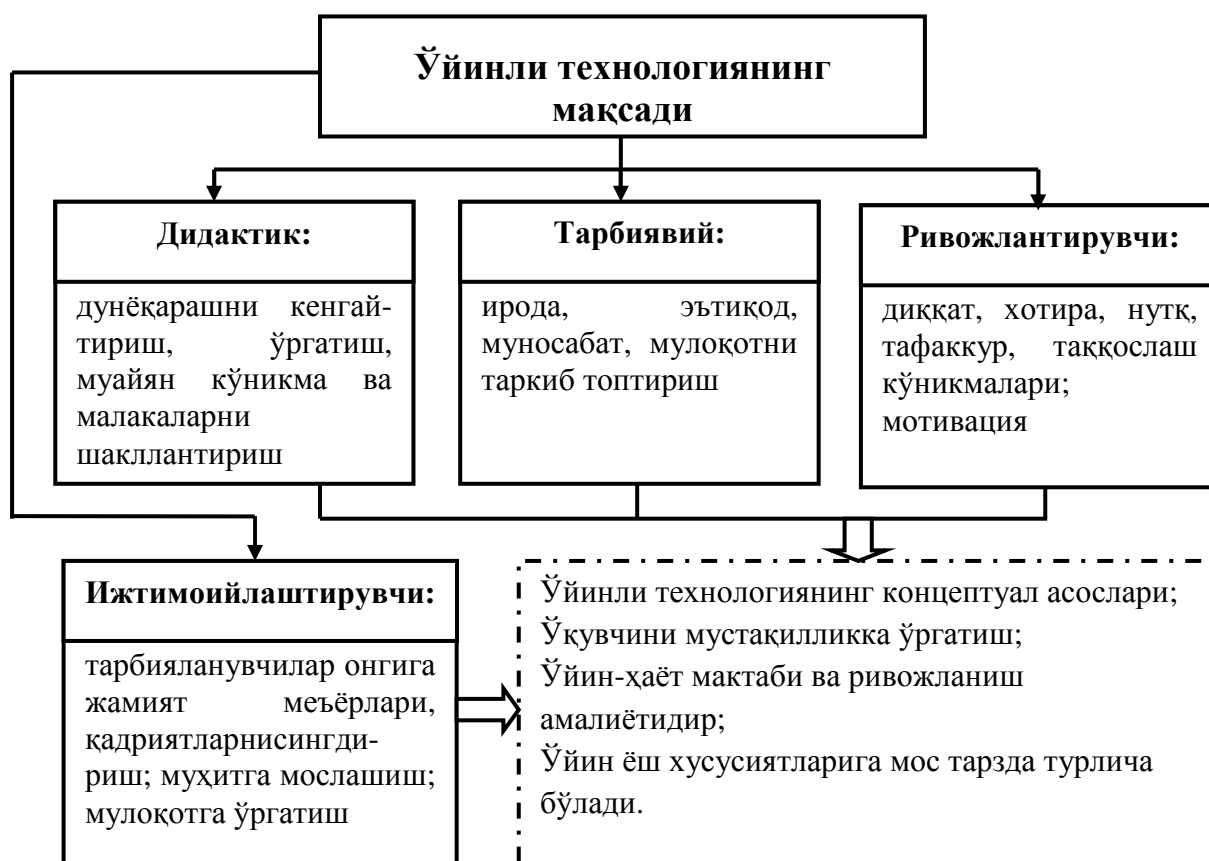 Ўйинли технологиянинг
мақсади
Дидактик:
дунёқарашни кенгай-
тириш, ўргатиш,
муайян кўникма ва
малакаларни
шакллантириш
Тарбиявий:
ирода, эътиқод,
муносабат, мулоқотни
таркиб топтириш
Ривожлантирувчи:
диққат, хотира, нутқ,
тафаккур, таққослаш
кўникмалари;
мотивация
Ижтимоийлаштирувчи:
тарбияланувчилар онгига
жамият меъёрлари,
қадриятларнисингди-
риш; муҳитга мослашиш;
мулоқотга ўргатиш
Ўйинли технологиянинг концептуал асослари;
Ўқувчини мустақилликка ўргатиш;
Ўйин-ҳаёт мактаби ва ривожланиш
амалиётидир;
Ўйин ёш хусусиятларига мос тарзда турлича
бўлади.